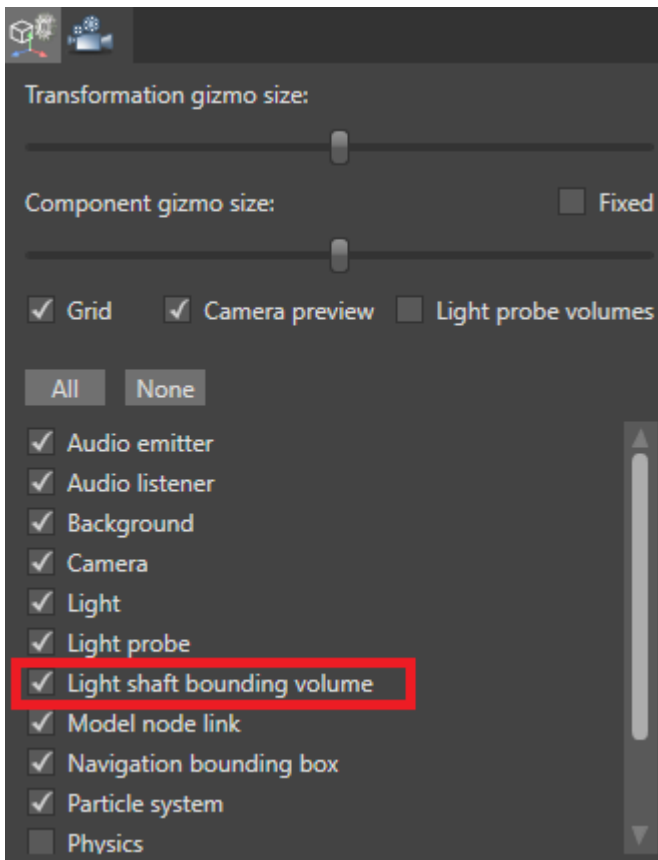 Transformation gizmo size:
Component gizmo size: Fixed
Grid Camera preview Light probe volumes
All None
Audio emitter
Audio listener
Background
Camera
Light
Light probe
Light shaft bounding volume
Model node link
Navigation bounding box
Particle system
Physics